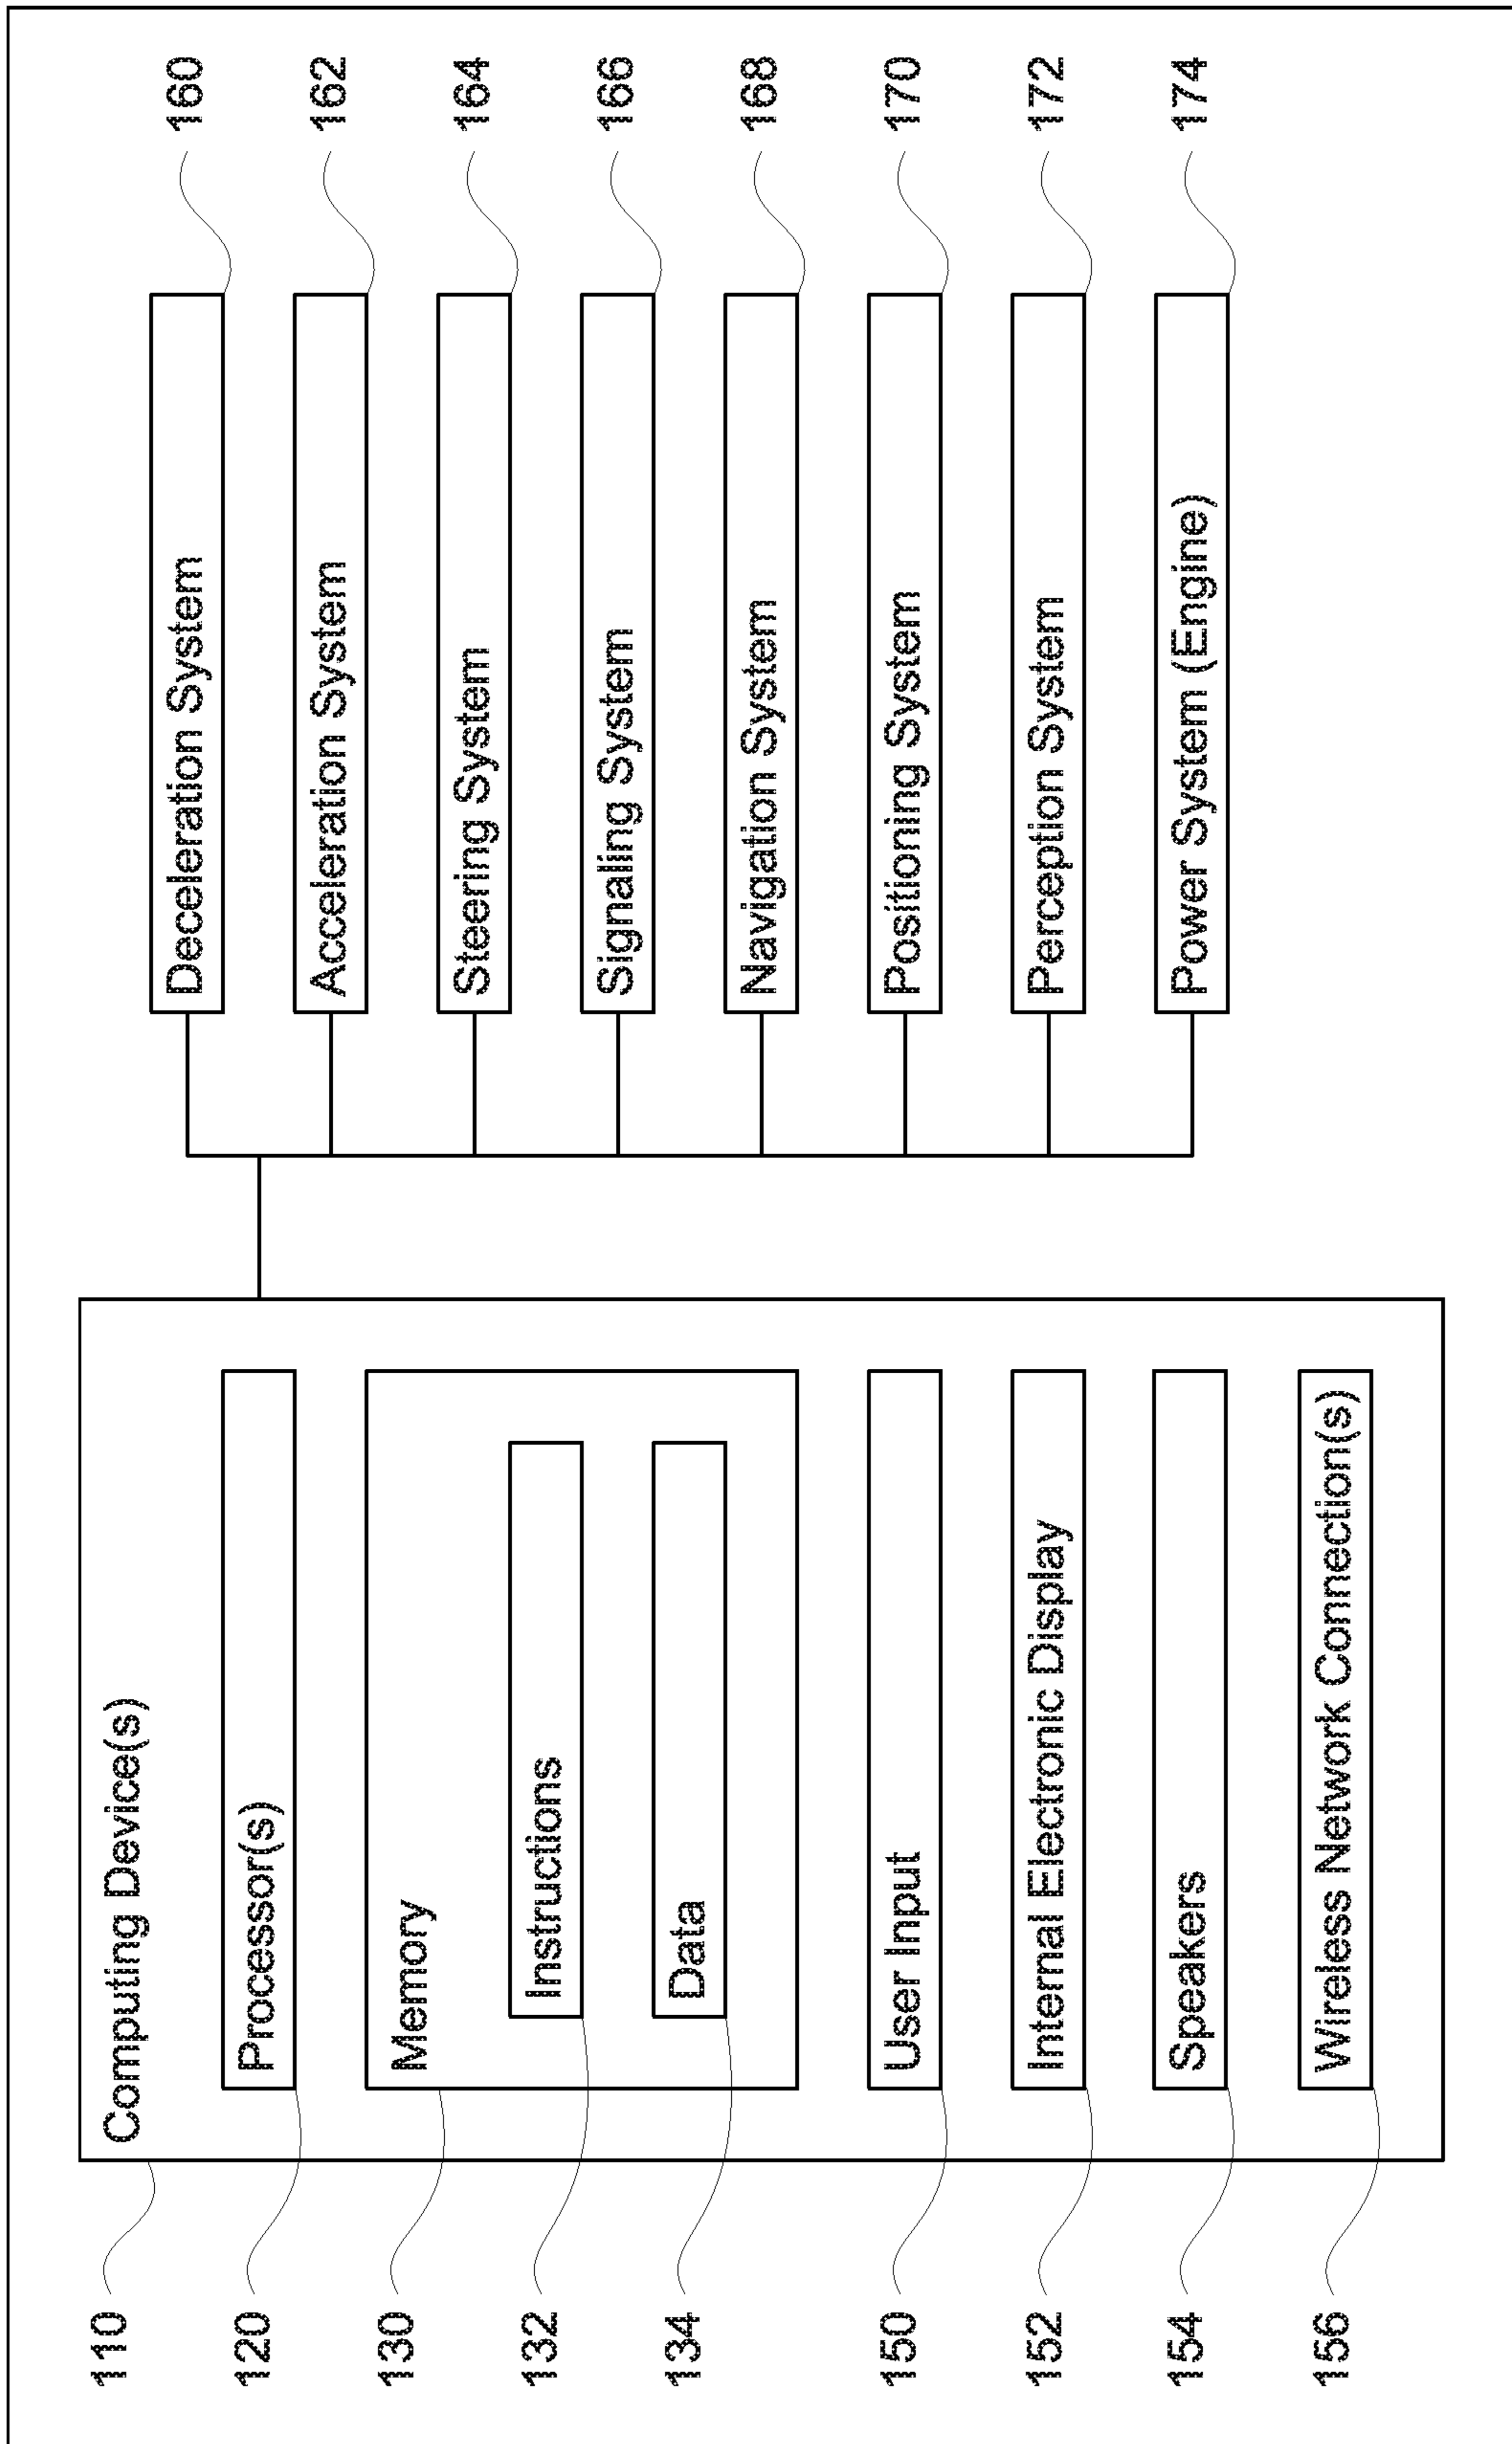 110
Computing Device(s)
120
Processor(s)
130
Memory
132
Instructions
134
Data
150
User Input
152
Internal Electronic Display
154
Speakers
156
Wireless Network Connection(s)
Deceleration System
160
Acceleration System
162
Steering System
164
Signaling System
166
Navigation System
168
Positioning System
170
Perception System
172
Power System (Engine)
174